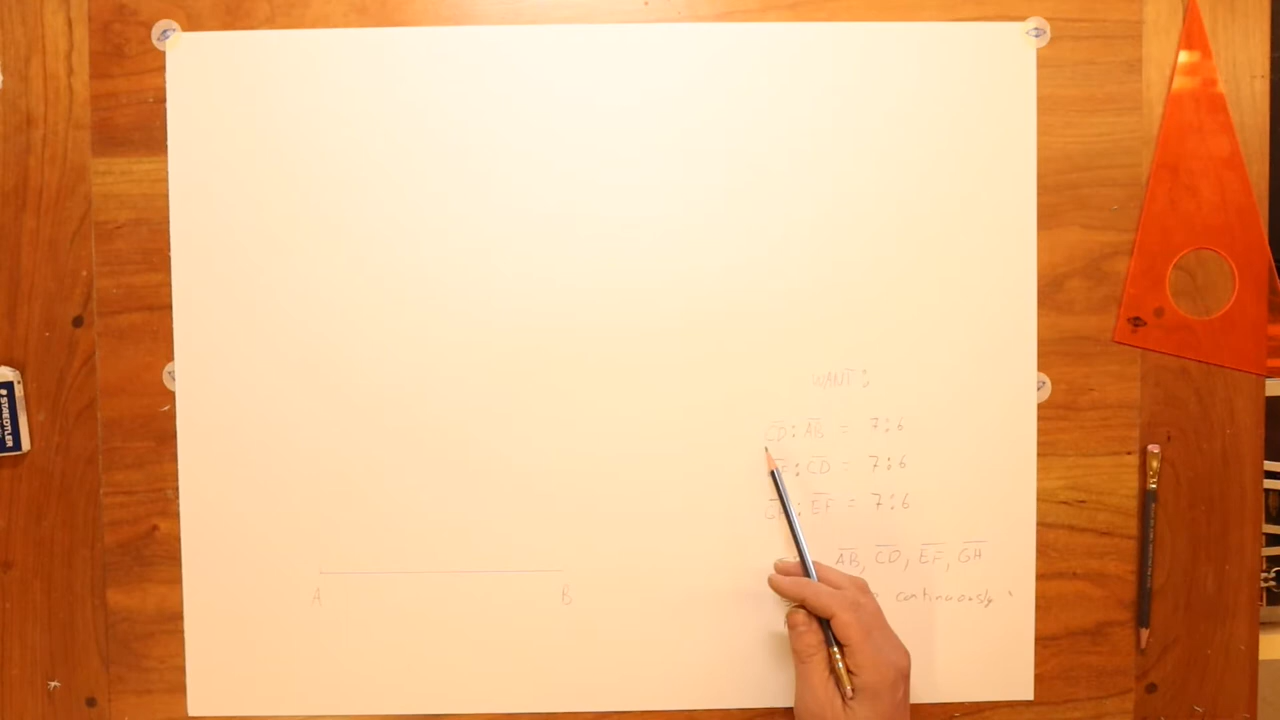 WANT:
CD : AB = 7:6
: CD = 7:6
: EF = 7:6
AB, CD, EF, GH
continuously
A B
STAEDTLER